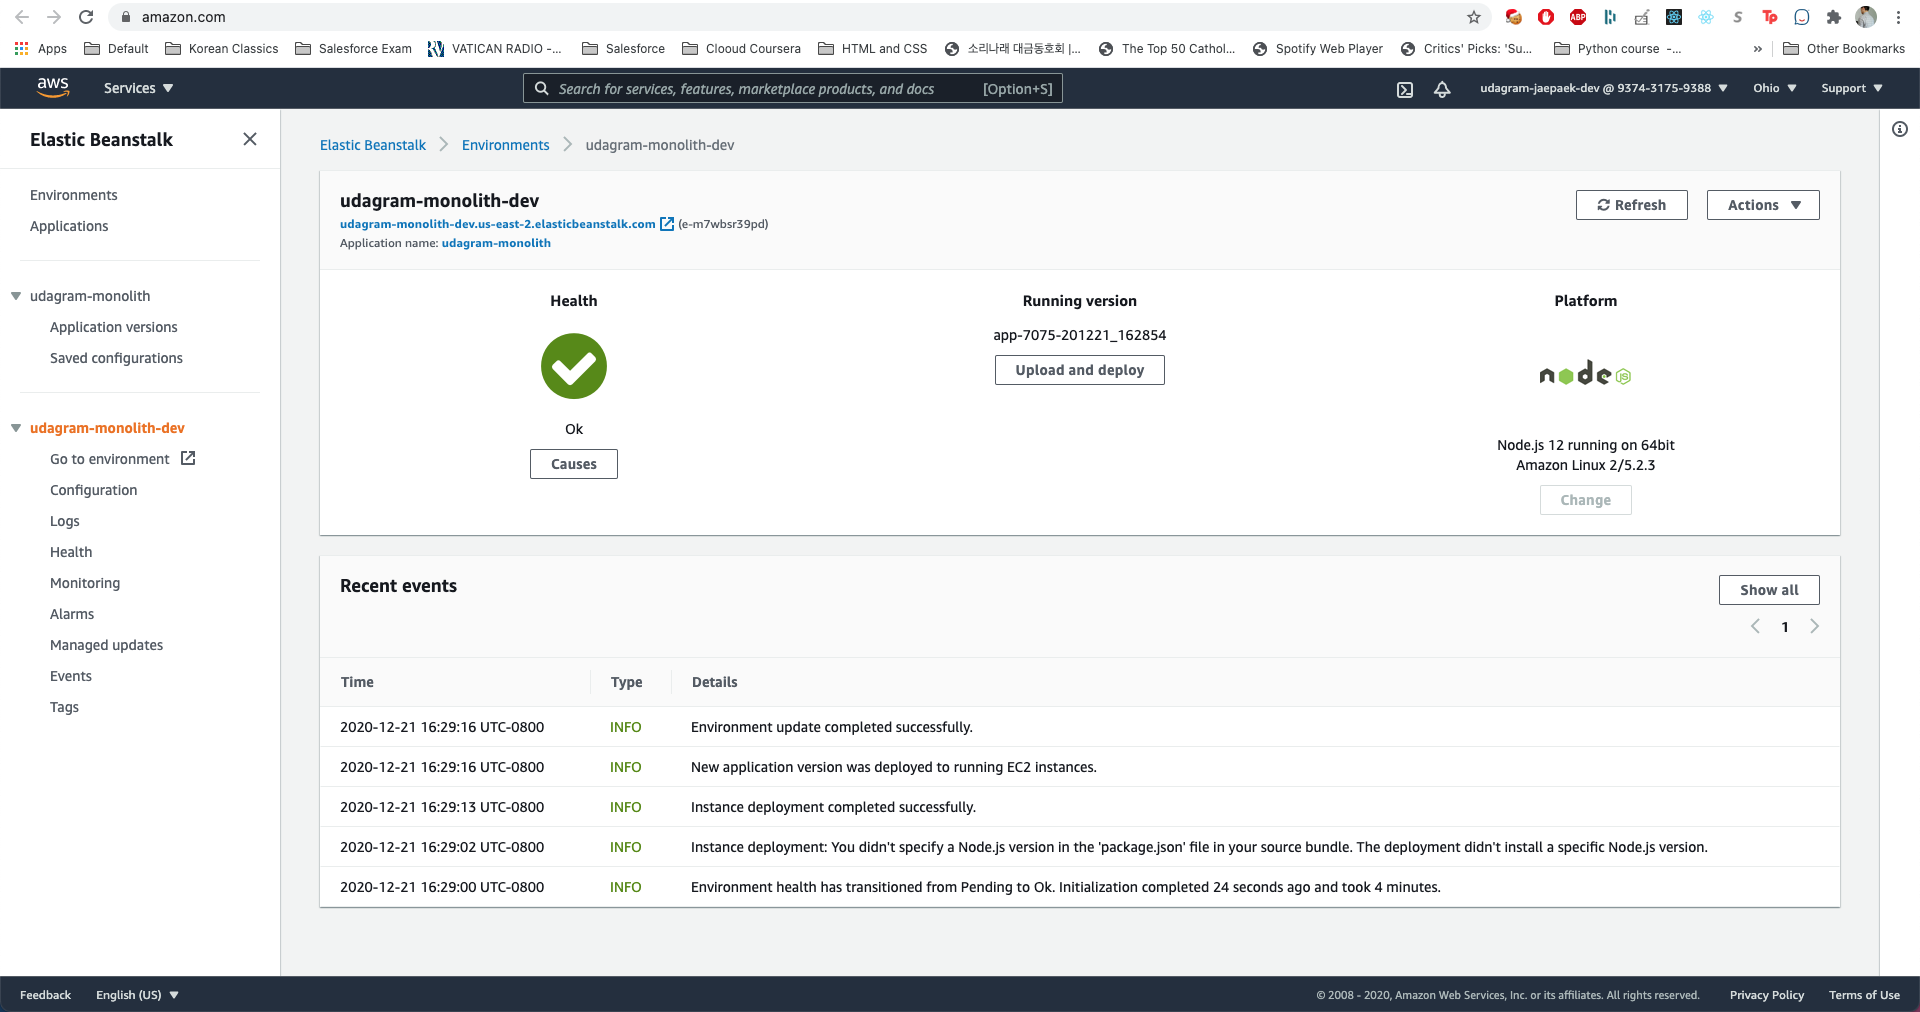 amazon.com
Apps Default Korean Classics Salesforce Exam VATICAN RADIO -... Salesforce Clooud Coursera HTML and CSS 소리나래 대금동호회 |... The Top 50 Cathol... Spotify Web Player Critics' Picks: 'Su... Python course -... » Other Bookmarks
aws Services Search for services, features, marketplace products, and docs [Option+S] udagram-jaepaek-dev @ 9374-3175-9388 Ohio Support
Elastic Beanstalk
Environments
Applications
udagram-monolith
Application versions
Saved configurations
udagram-monolith-dev
Go to environment
Configuration
Logs
Health
Monitoring
Alarms
Managed updates
Events
Tags
Elastic Beanstalk Environments udagram-monolith-dev
udagram-monolith-dev
udagram-monolith-dev.us-east-2.elasticbeanstalk.com (e-m7wbsr39pd)
Application name: udagram-monolith
Refresh Actions
Health
Ok
Causes
Running version
app-7075-201221_162854
Upload and deploy
Platform
node JS
Node.js 12 running on 64bit
Amazon Linux 2/5.2.3
Change
Recent events
Show all
1
Time Type Details
2020-12-21 16:29:16 UTC-0800 INFO Environment update completed successfully.
2020-12-21 16:29:16 UTC-0800 INFO New application version was deployed to running EC2 instances.
2020-12-21 16:29:13 UTC-0800 INFO Instance deployment completed successfully.
2020-12-21 16:29:02 UTC-0800 INFO Instance deployment: You didn't specify a Node.js version in the 'package.json' file in your source bundle. The deployment didn't install a specific Node.js version.
2020-12-21 16:29:00 UTC-0800 INFO Environment health has transitioned from Pending to Ok. Initialization completed 24 seconds ago and took 4 minutes.
Feedback English (US) © 2008 - 2020, Amazon Web Services, Inc. or its affiliates. All rights reserved. Privacy Policy Terms of Use